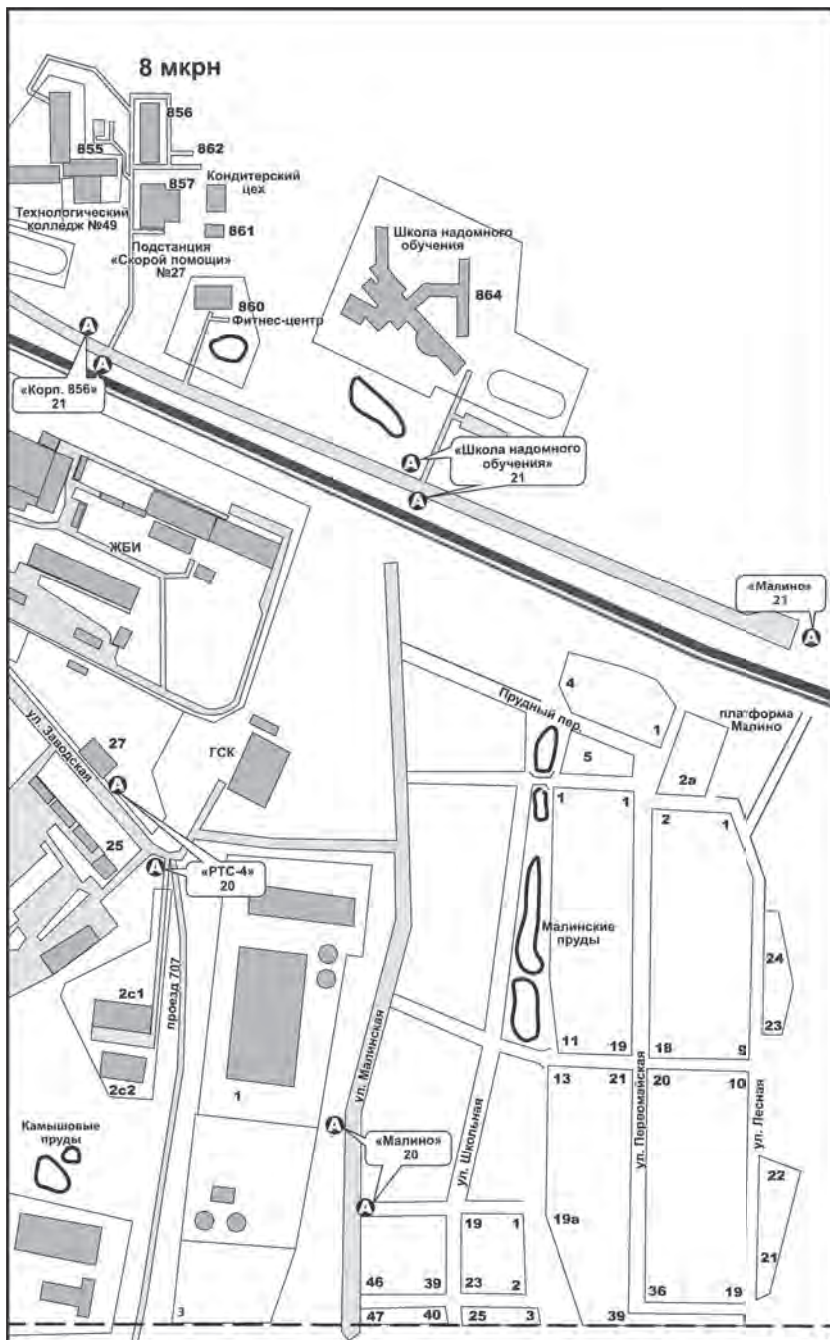 8 мкрн
856
855
862
857
Кондитерский
цех
Технологический
колледж №49
861
Подстанция
«Скорой помощи»
№27
Школа надомного
обучения
864
860
Фитнес-центр
А
А
«Корп. 856»
21
А
«Школа надомного
обучения»
21
А
ЖБИ
«Малино»
21
А
ул. Заводская
27
ГСК
Прудный пер.
4
1
5
платформа
Малино
2а
А
25
1
1
2
1
А
«РТС-4»
20
Малинские
пруды
24
23
проезд 707
2с1
2с2
ул. Малинская
11
19
18
9
13
21
20
10
1
Камышовые
пруды
А
«Малино»
20
А
ул. Школьная
ул. Первомайская
ул. Лесная
22
21
19
1
19а
46
39
23
2
36
19
3
47
40
25
3
39